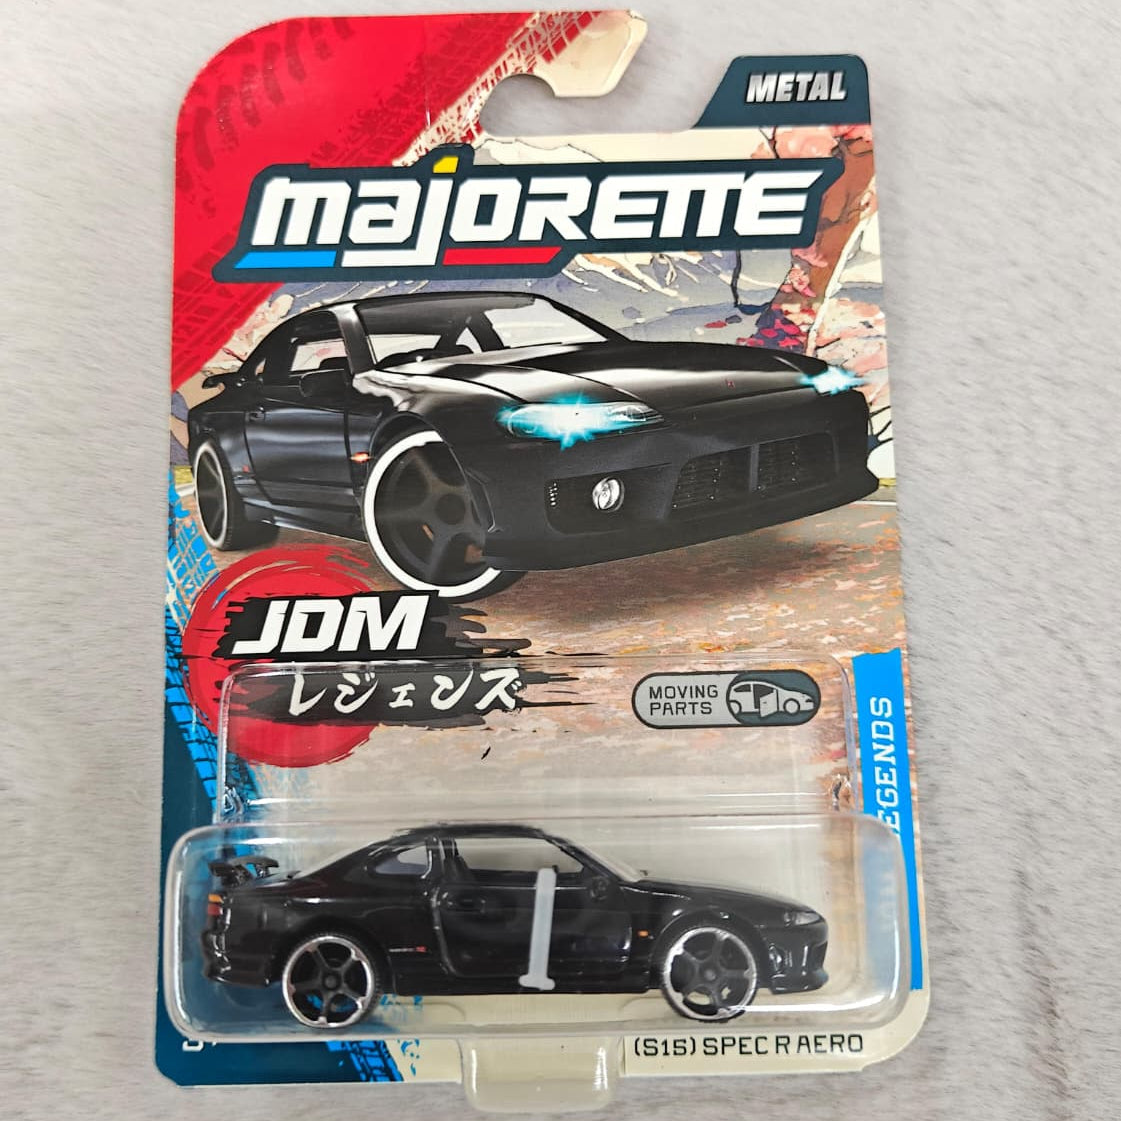 METAL
majorette
JDM
レジェンズ
MOVING
PARTS
EGENDS
(S15) SPEC R AERO